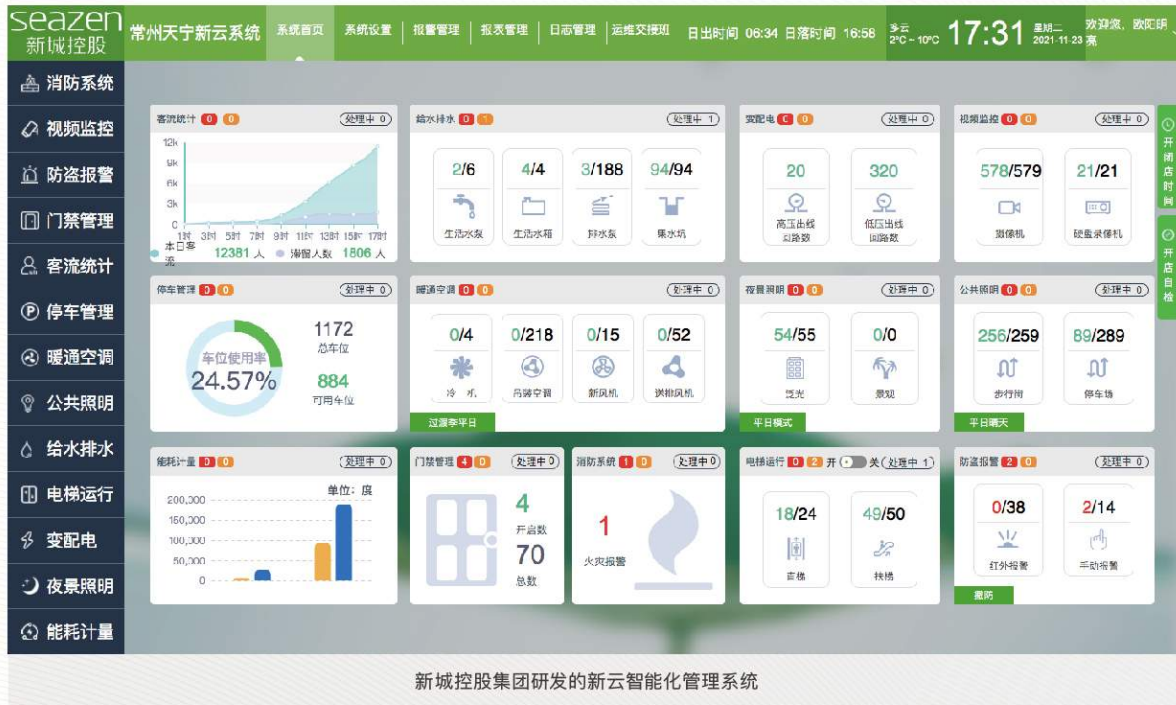 seazen
新城控股
常州天宁新云系统
系统首页
系统设置
报警管理
报表管理
日志管理
运维交接班
日出时间 06:34 日落时间 16:58
多云
2°C ~ 10°C
17:31
星期二
2021-11-23
欢迎您, 欧阳明
亮
消防系统
视频监控
防盗报警
门禁管理
客流统计
停车管理
暖通空调
公共照明
给水排水
电梯运行
变配电
夜景照明
能耗计量
客流统计 0 0 处理中 0
12k
9k
6k
3k
0
1时 3时 5时 7时 9时 11时 13时 15时 17时
本日客流 12381 人 滞留人数 1806 人
给水排水 0 1 处理中 1
2/6 4/4 3/188 94/94
生活水泵 生活水箱 排水泵 集水坑
变配电 0 0 处理中 0
20 320
高压出线回路数 低压出线回路数
视频监控 0 0 处理中 0
578/579 21/21
摄像机 硬盘录像机
开闭店时间
开店自检
停车管理 0 0 处理中 0
车位使用率
24.57%
1172
总车位
884
可用车位
暖通空调 0 0 处理中 0
0/4 0/218 0/15 0/52
冷 机 吊装空调 新风机 送排风机
过渡季平日
夜景照明 0 0 处理中 0
54/55 0/0
泛光 景观
平日模式
公共照明 0 0 处理中 0
256/259 89/289
步行街 停车场
平日晴天
能耗计量 0 0 处理中 0
单位: 度
200,000
150,000
100,000
50,000
0
门禁管理 4 0 处理中 0
4
开启数
70
总数
消防系统 1 0 处理中 0
1
火灾报警
电梯运行 0 2 开 关 处理中 1
18/24 49/50
直梯 扶梯
防盗报警 2 0 处理中 0
0/38 2/14
红外报警 手动报警
撤防
新城控股集团研发的新云智能化管理系统